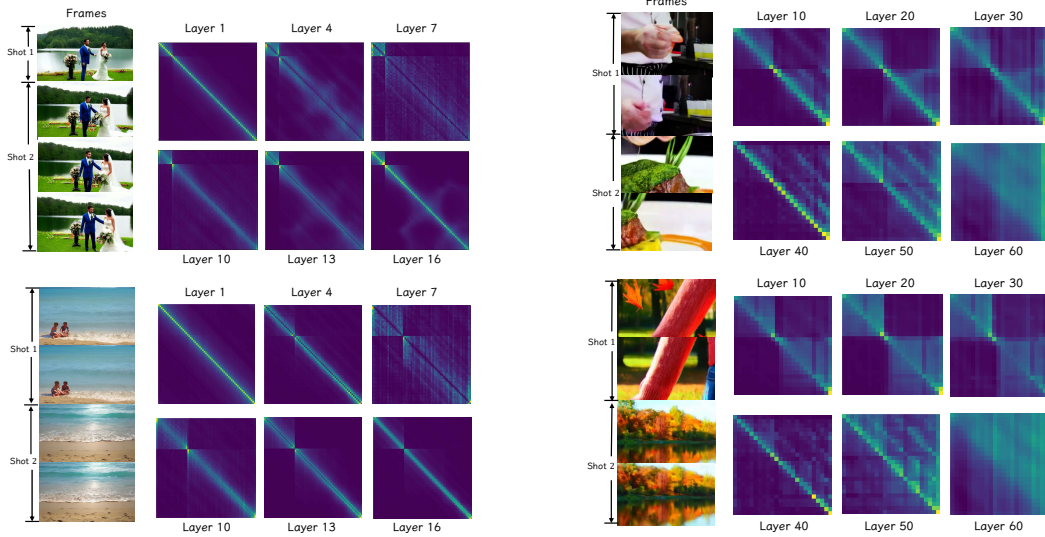 Frames
Shot 1
Shot 2
Layer 1
Layer 4
Layer 7
Layer 10
Layer 13
Layer 16
Shot 1
Shot 2
Layer 1
Layer 4
Layer 7
Layer 10
Layer 13
Layer 16
Frames
Shot 1
Shot 2
Layer 10
Layer 20
Layer 30
Layer 40
Layer 50
Layer 60
Shot 1
Shot 2
Layer 10
Layer 20
Layer 30
Layer 40
Layer 50
Layer 60